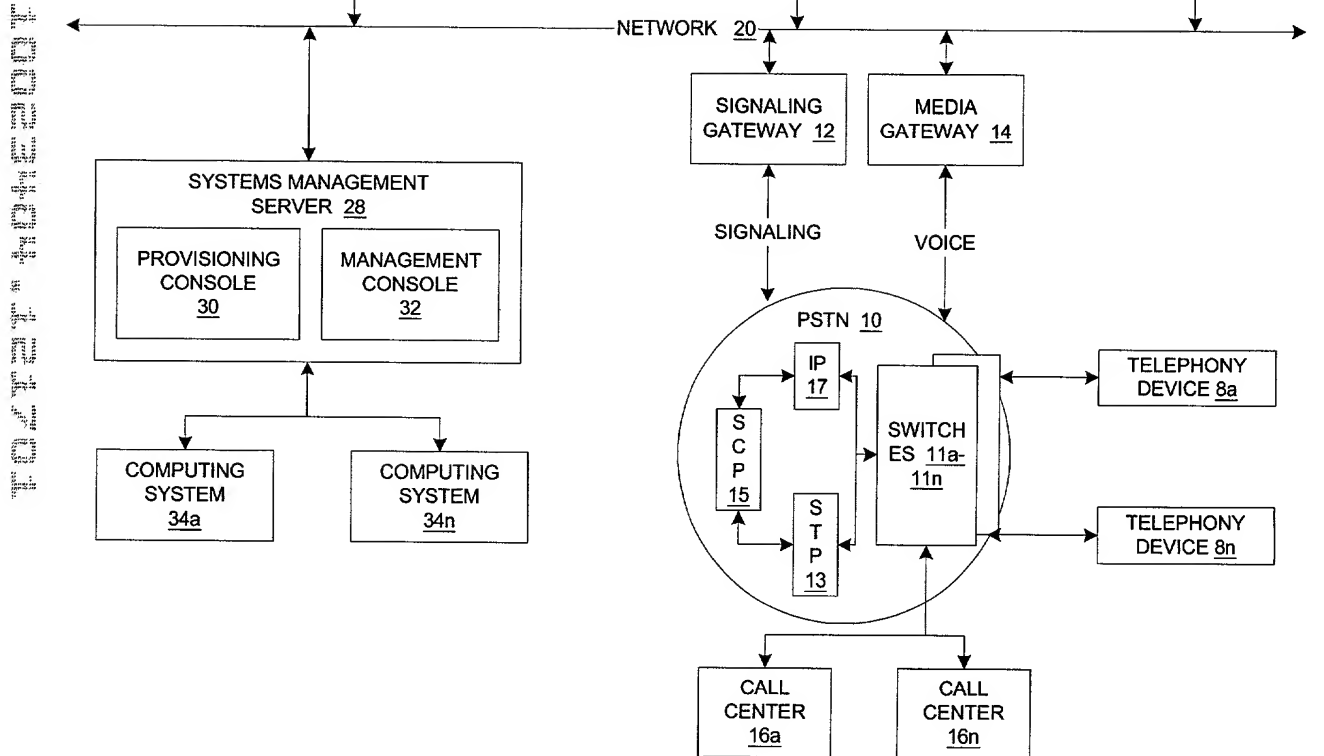 NETWORK 20
SIGNALING
GATEWAY 12
MEDIA
GATEWAY 14
SYSTEMS MANAGEMENT
SERVER 28
PROVISIONING
CONSOLE
30
MANAGEMENT
CONSOLE
32
SIGNALING
VOICE
PSTN 10
IP
17
S
C
P
15
S
T
P
13
SWITCH
ES 11a-
11n
TELEPHONY
DEVICE 8a
TELEPHONY
DEVICE 8n
COMPUTING
SYSTEM
34a
COMPUTING
SYSTEM
34n
CALL
CENTER
16a
CALL
CENTER
16n